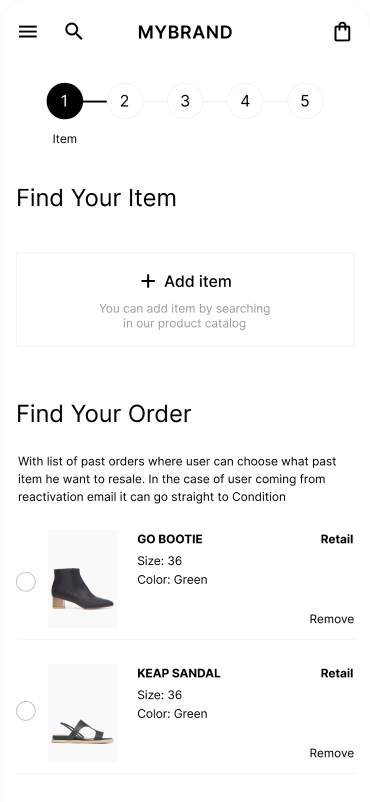 MYBRAND
1 2 3 4 5
Item
Find Your Item
+ Add item
You can add item by searching
in our product catalog
Find Your Order
With list of past orders where user can choose what past
item he want to resale. In the case of user coming from
reactivation email it can go straight to Condition
GO BOOTIE Retail
Size: 36
Color: Green
Remove
KEAP SANDAL Retail
Size: 36
Color: Green
Remove